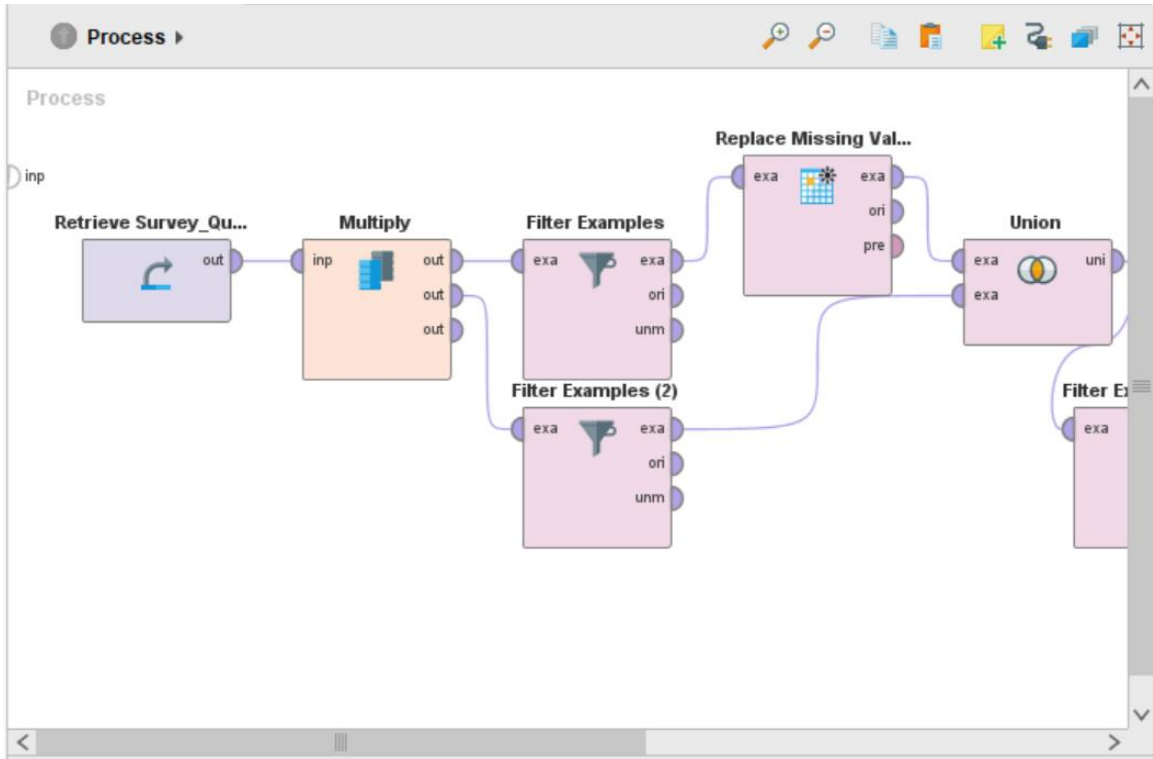 Process
Process
inp
Replace Missing Val...
exa exa
ori
pre
Retrieve Survey_Qu...
out
Multiply
inp out
out
out
Filter Examples
exa exa
ori
unm
Union
exa uni
exa
Filter Examples (2)
exa exa
ori
unm
Filter E
exa